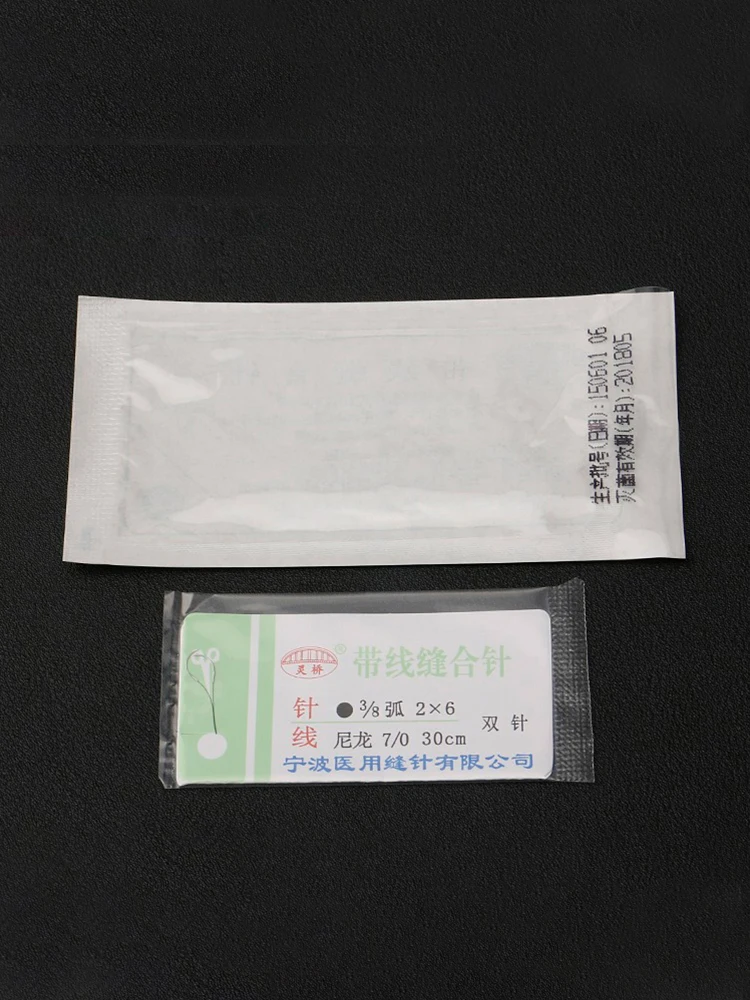 生产批号(日期):150601 06
灭菌有效期(年月):201805
灵桥
®
带线缝合针
针 ●3/8弧 2×6
双针
线 尼龙 7/0 30cm
宁波医用缝针有限公司